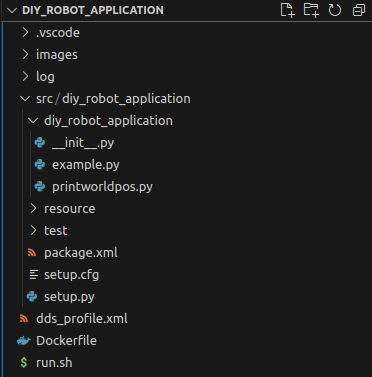 DIY_ROBOT_APPLICATION
.vscode
images
log
src/diy_robot_application
diy_robot_application
__init__.py
example.py
printworldpos.py
resource
test
package.xml
setup.cfg
setup.py
dds_profile.xml
Dockerfile
$ run.sh